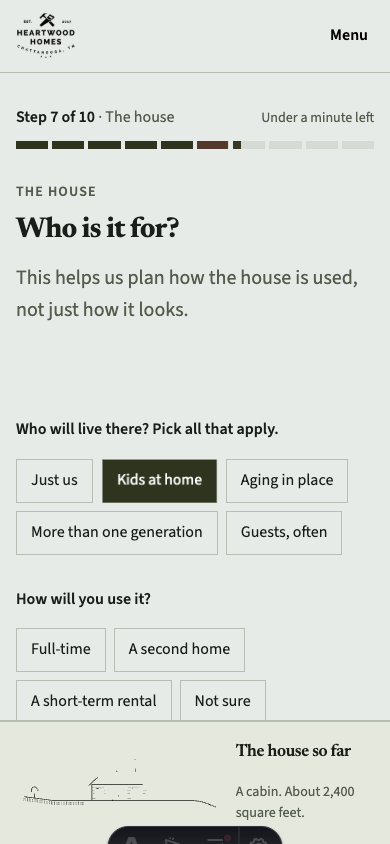 EST. 2017
HEARTWOOD
HOMES
CHATTANOOGA, TN
Menu
Step 7 of 10 · The house
Under a minute left
THE HOUSE
Who is it for?
This helps us plan how the house is used,
not just how it looks.
Who will live there? Pick all that apply.
Just us
Kids at home
Aging in place
More than one generation
Guests, often
How will you use it?
Full-time
A second home
A short-term rental
Not sure
The house so far
A cabin. About 2,400
square feet.